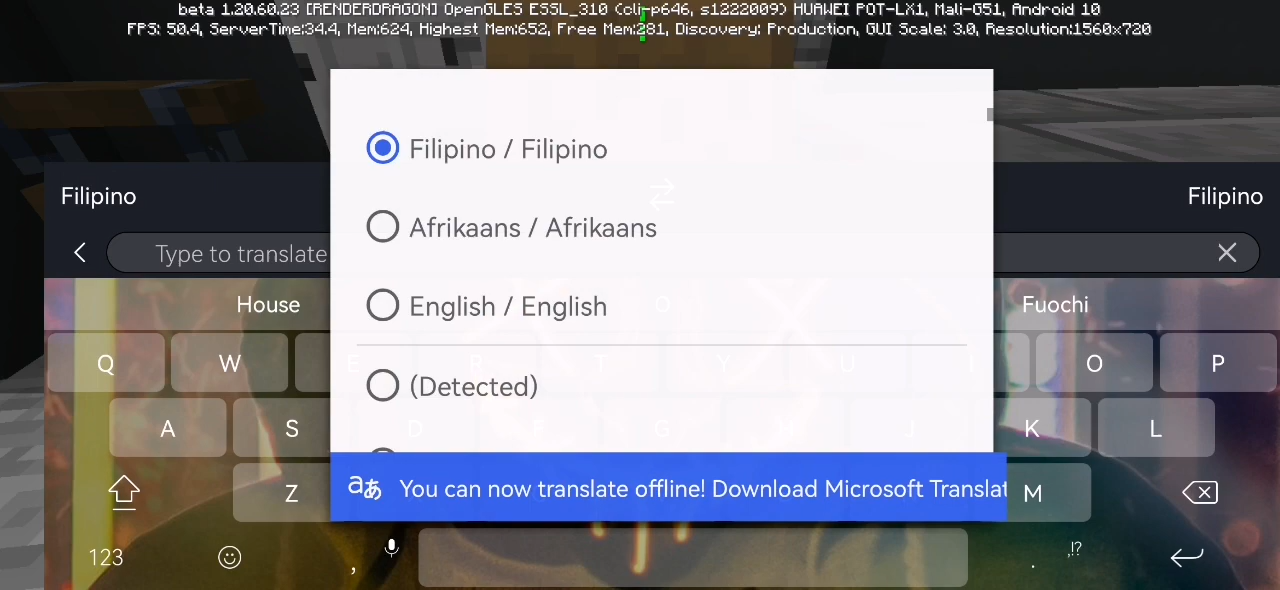 beta 1.20.60.23 [RENDERDRAGON] OpenGLES ESSL_310 (cli-p646, s1222009) HUAWEI POT-LX1, Mali-G51, Android 10
FPS: 50.4, ServerTime:34.4, Mem:624, Highest Mem:652, Free Mem:281, Discovery: Production, GUI Scale: 3.0, Resolution:1560x720
Filipino / Filipino
Filipino
Filipino
Afrikaans / Afrikaans
Type to translate
English / English
House
Fuochi
Q W E R T Y U I O P
(Detected)
A S D F G H J K L
You can now translate offline! Download Microsoft Translat
Z M
123 , . ,!?